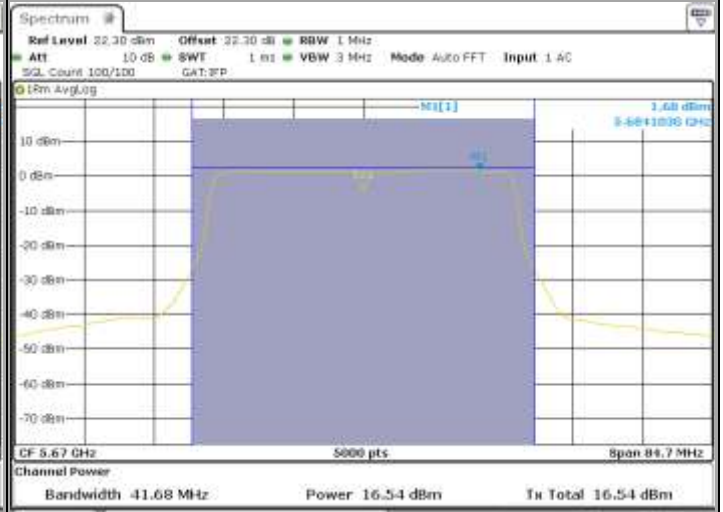 Spectrum
Ref Level 22.30 dBm Offset 22.30 dB RBW 1 MHz
Att 10 dB SWT 1 ms VBW 3 MHz Mode Auto FFT Input 1 AC
SGL Count 100/100 GAT:IFP
1Rm AvgLog
M1[1] 1.68 dBm
5.6841838 GHz
10 dBm
M1
0 dBm
-10 dBm
-20 dBm
-30 dBm
-40 dBm
-50 dBm
-60 dBm
-70 dBm
CF 5.67 GHz 5000 pts Span 84.7 MHz
Channel Power
Bandwidth 41.68 MHz Power 16.54 dBm Tx Total 16.54 dBm